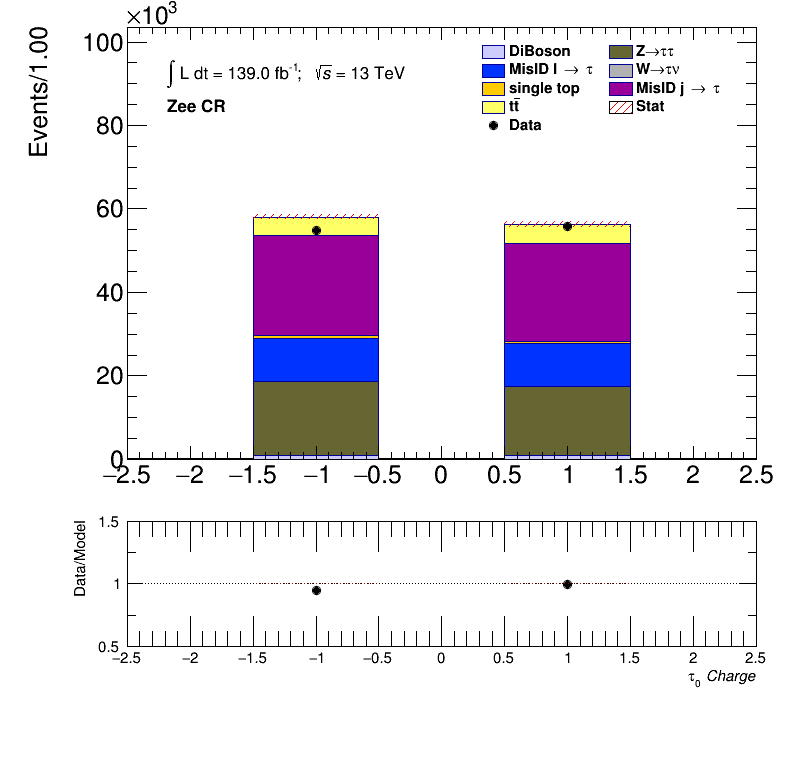 ×10³
Events/1.00
100
80
60
40
20
0
∫ L dt = 139.0 fb⁻¹; √s = 13 TeV
Zee CR
DiBoson
MisID l → τ
single top
tt̄
Data
Z→ττ
W→τν
MisID j → τ
Stat
−2.5 −2 −1.5 −1 −0.5 0 0.5 1 1.5 2 2.5
Data/Model
1.5
1
0.5
−2.5 −2 −1.5 −1 −0.5 0 0.5 1 1.5 2 2.5
τ₀ Charge